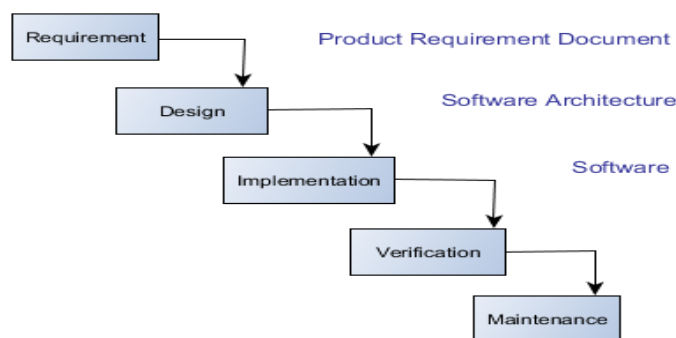 Requirement
Product Requirement Document
Design
Software Architecture
Implementation
Software
Verification
Maintenance